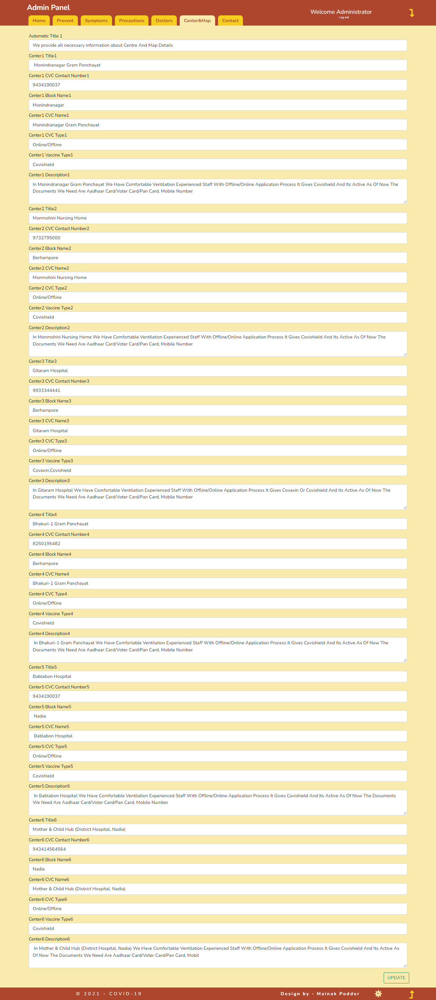 Admin Panel
Welcome Administrator
Log out
Home Prevent Symptoms Precautions Doctors Center&Map Contact
Autometic Title 1
We provide all necessary information about Centre And Map Details
Center1 Title1
Monindranagar Gram Ponchayat
Center1 CVC Contact Number1
9434190037
Center1 Block Name1
Monindranagar
Center1 CVC Name1
Monindranagar Gram Ponchayat
Center1 CVC Type1
Online/Offline
Center1 Vaccine Type1
Covishield
Center1 Description1
In Monindranagar Gram Ponchayat We Have Comfortable Ventilation Experienced Staff With Offline/Online Application Process It Gives Covishield And Its Active As Of Now The
Documents We Need Are Aadhaar Card/Voter Card/Pan Card, Mobile Number
Center2 Title2
Monmohini Nursing Home
Center2 CVC Contact Number2
9732795000
Center2 Block Name2
Berhampore
Center2 CVC Name2
Monmohini Nursing Home
Center2 CVC Type2
Online/Offline
Center2 Vaccine Type2
Covishield
Center2 Description2
In Monmohini Nursing Home We Have Comfortable Ventilation Experienced Staff With Offline/Online Application Process It Gives Covishield And Its Active As Of Now The
Documents We Need Are Aadhaar Card/Voter Card/Pan Card, Mobile Number
Center3 Title3
Gitaram Hospital
Center3 CVC Contact Number3
9933344441
Center3 Block Name3
Berhampore
Center3 CVC Name3
Gitaram Hospital
Center3 CVC Type3
Online/Offline
Center3 Vaccine Type3
Covaxin,Covishield
Center3 Description3
In Gitaram Hospital We Have Comfortable Ventilation Experienced Staff With Offline/Online Application Process It Gives Covaxin Or Covishield And Its Active As Of Now The
Documents We Need Are Aadhaar Card/Voter Card/Pan Card, Mobile Number
Center4 Title4
Bhakuri-1 Gram Panchayat
Center4 CVC Contact Number4
8250195482
Center4 Block Name4
Berhampore
Center4 CVC Name4
Bhakuri-1 Gram Panchayat
Center4 CVC Type4
Online/Offline
Center4 Vaccine Type4
Covishield
Center4 Description4
In Bhakuri-1 Gram Panchayat We Have Comfortable Ventilation Experienced Staff With Offline/Online Application Process It Gives Covishield And Its Active As Of Now The
Documents We Need Are Aadhaar Card/Voter Card/Pan Card, Mobile Number
Center5 Title5
Bablabon Hospital
Center5 CVC Contact Number5
9434190037
Center5 Block Name5
Nadia
Center5 CVC Name5
Bablabon Hospital
Center5 CVC Type5
Online/Offline
Center5 Vaccine Type5
Covishield
Center5 Description5
In Bablabon Hospital We Have Comfortable Ventilation Experienced Staff With Offline/Online Application Process It Gives Covishield And Its Active As Of Now The Documents
We Need Are Aadhaar Card/Voter Card/Pan Card, Mobile Number
Center6 Title6
Mother & Child Hub (District Hospital, Nadia)
Center6 CVC Contact Number6
943414564564
Center6 Block Name6
Nadia
Center6 CVC Name6
Mother & Child Hub (District Hospital, Nadia)
Center6 CVC Type6
Online/Offline
Center6 Vaccine Type6
Covishield
Center6 Description6
In Mother & Child Hub (District Hospital, Nadia) We Have Comfortable Ventilation Experienced Staff With Offline/Online Application Process It Gives Covishield And Its Active As
Of Now The Documents We Need Are Aadhaar Card/Voter Card/Pan Card, Mobil
UPDATE
© 2021 - COVID-19
Design by - Mainak Podder